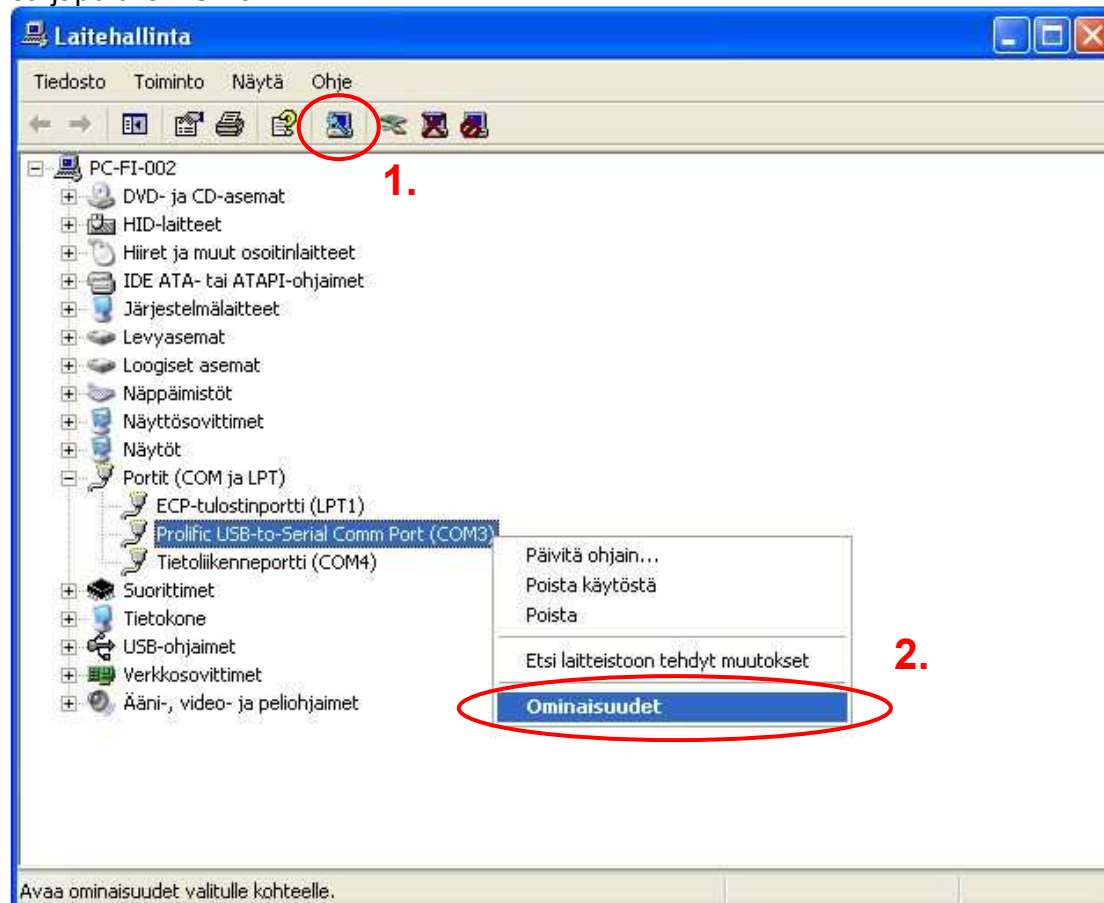 Laitehallinta
Tiedosto Toiminto Näytä Ohje
1.
PC-FI-002
DVD- ja CD-asemat
HID-laitteet
Hiiret ja muut osoitinlaitteet
IDE ATA- tai ATAPI-ohjaimet
Järjestelmälaitteet
Levyasemat
Loogiset asemat
Näppäimistöt
Näyttösovittimet
Näytöt
Portit (COM ja LPT)
ECP-tulostinportti (LPT1)
Prolific USB-to-Serial Comm Port (COM3)
Tietoliikenneportti (COM4)
Suorittimet
Tietokone
USB-ohjaimet
Verkkosovittimet
Ääni-, video- ja peliohjaimet
Päivitä ohjain...
Poista käytöstä
Poista
Etsi laitteistoon tehdyt muutokset
2.
Ominaisuudet
Avaa ominaisuudet valitulle kohteelle.